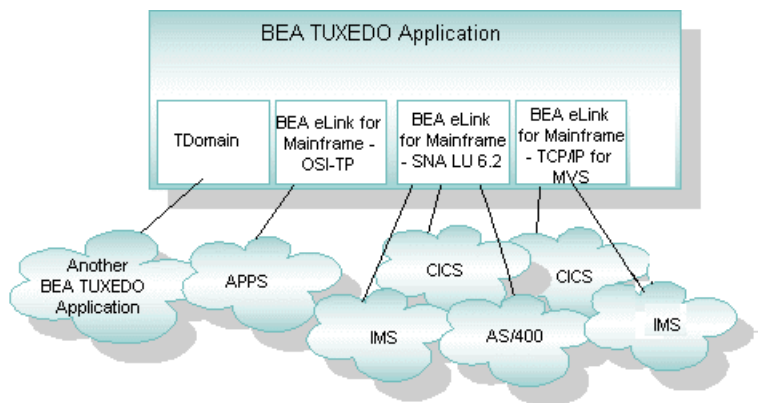 BEA TUXEDO Application
TDomain
BEA eLink for
Mainframe -
OSI-TP
BEA eLink
for Mainframe
- SNA LU 6.2
BEA eLink
for Mainframe
- TCP/IP for
MVS
Another
BEA TUXEDO
Application
APPS
CICS
CICS
IMS
AS/400
IMS